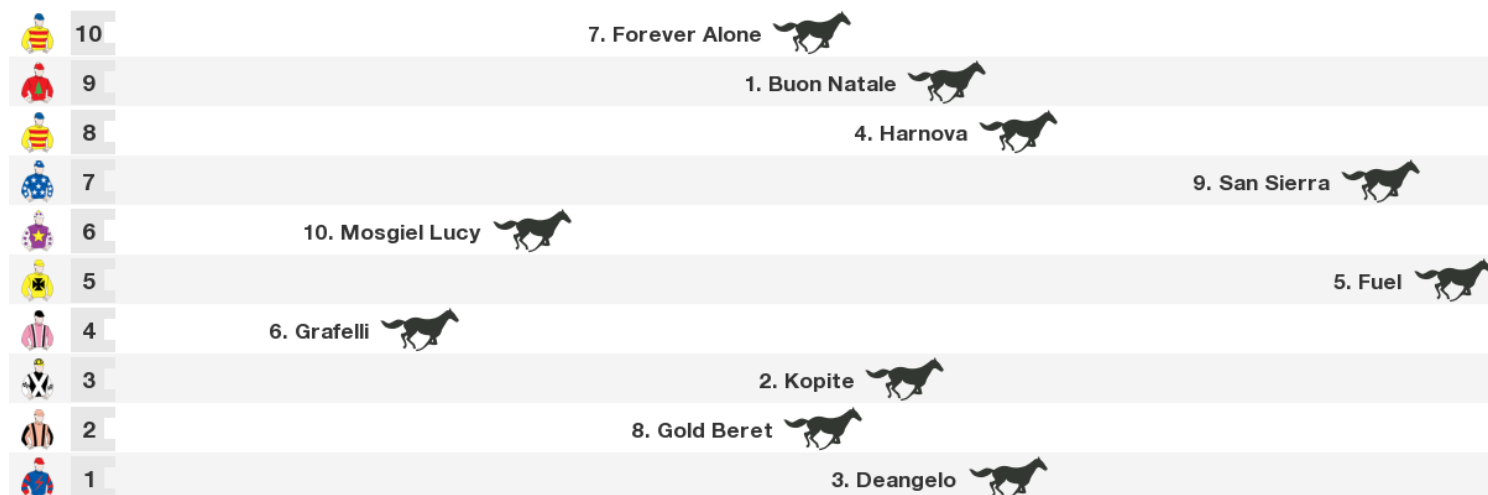 10 7. Forever Alone
9 1. Buon Natale
8 4. Harnova
7 9. San Sierra
6 10. Mosgiel Lucy
5 5. Fuel
4 6. Grafelli
3 2. Kopite
2 8. Gold Beret
1 3. Deangelo